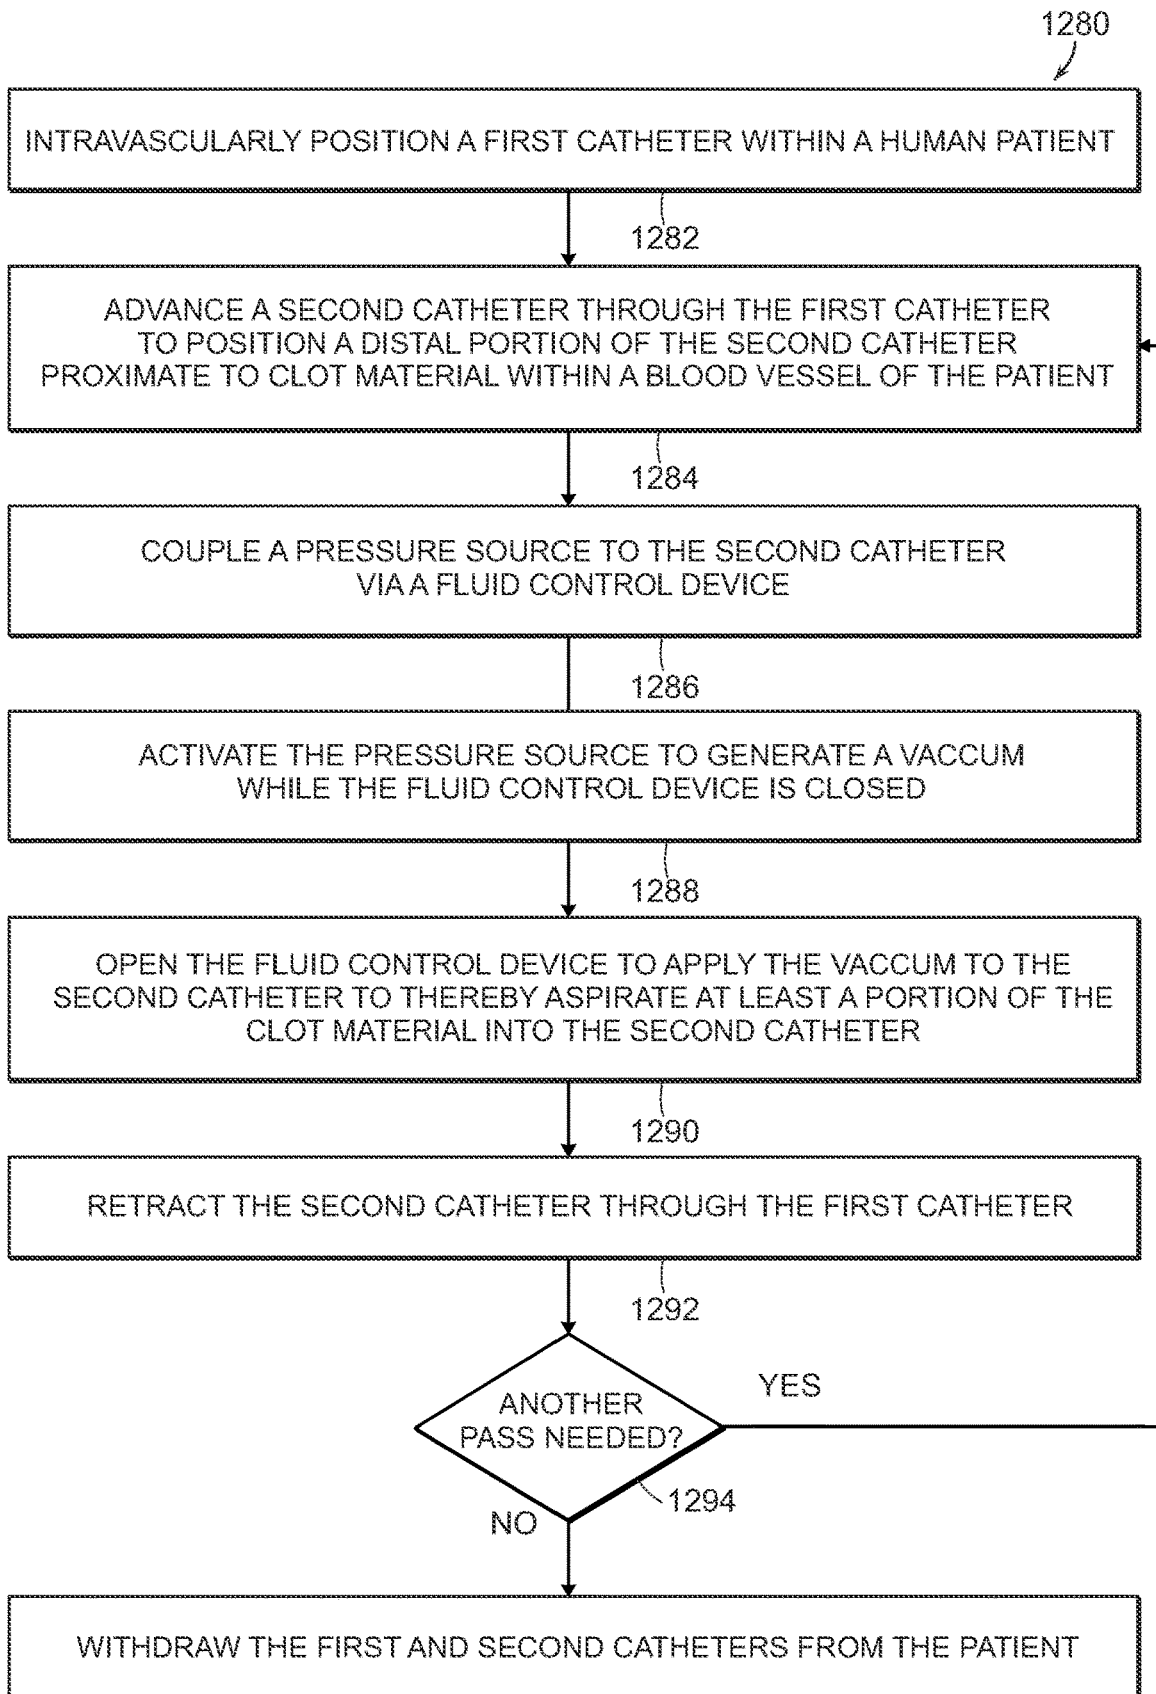 1280
INTRAVASCULARLY POSITION A FIRST CATHETER WITHIN A HUMAN PATIENT
1282
ADVANCE A SECOND CATHETER THROUGH THE FIRST CATHETER
TO POSITION A DISTAL PORTION OF THE SECOND CATHETER
PROXIMATE TO CLOT MATERIAL WITHIN A BLOOD VESSEL OF THE PATIENT
1284
COUPLE A PRESSURE SOURCE TO THE SECOND CATHETER
VIA A FLUID CONTROL DEVICE
1286
ACTIVATE THE PRESSURE SOURCE TO GENERATE A VACCUM
WHILE THE FLUID CONTROL DEVICE IS CLOSED
1288
OPEN THE FLUID CONTROL DEVICE TO APPLY THE VACCUM TO THE
SECOND CATHETER TO THEREBY ASPIRATE AT LEAST A PORTION OF THE
CLOT MATERIAL INTO THE SECOND CATHETER
1290
RETRACT THE SECOND CATHETER THROUGH THE FIRST CATHETER
1292
YES
ANOTHER
PASS NEEDED?
1294
NO
WITHDRAW THE FIRST AND SECOND CATHETERS FROM THE PATIENT